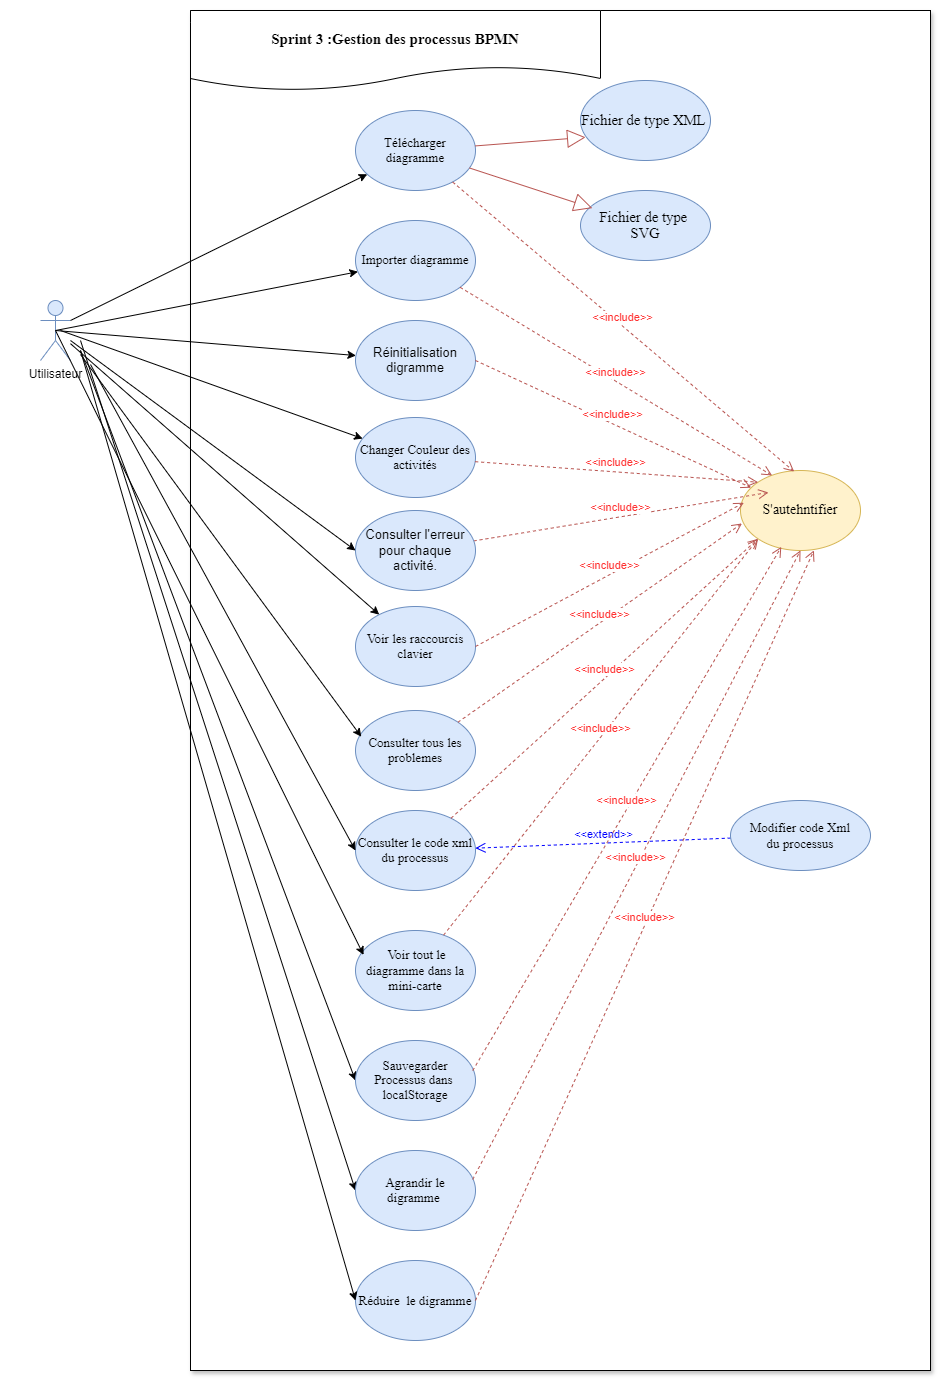 Sprint 3 :Gestion des processus BPMN
Télécharger
diagramme
Fichier de type XML
Fichier de type
SVG
Importer diagramme
<<include>>
Utilisateur
Réinitialisation
digramme
<<include>>
<<include>>
Changer Couleur des
activités
<<include>>
S'autehntifier
<<include>>
Consulter l'erreur
pour chaque
activité.
<<include>>
Voir les raccourcis
clavier
<<include>>
<<include>>
Consulter tous les
problemes
<<include>>
<<include>>
Consulter le code xml
du processus
<<extend>>
Modifier code Xml
du processus
<<include>>
<<include>>
Voir tout le
diagramme dans la
mini-carte
Sauvegarder
Processus dans
localStorage
Agrandir le
digramme
Réduire  le digramme